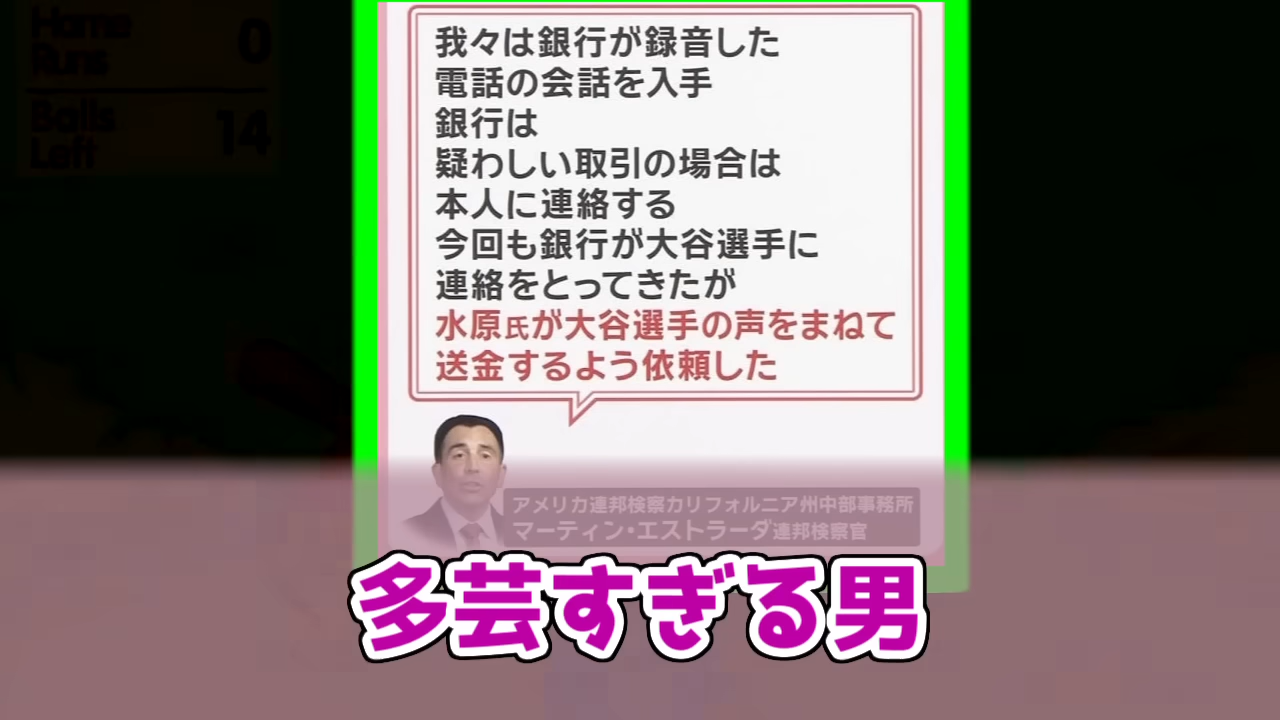 Home
Runs
0
Balls
Left
14
我々は銀行が録音した
電話の会話を入手
銀行は
疑わしい取引の場合は
本人に連絡する
今回も銀行が大谷選手に
連絡をとってきたが
水原氏が大谷選手の声をまねて
送金するよう依頼した
アメリカ連邦検察カリフォルニア州中部事務所
マーティン・エストラーダ連邦検察官
多芸すぎる男